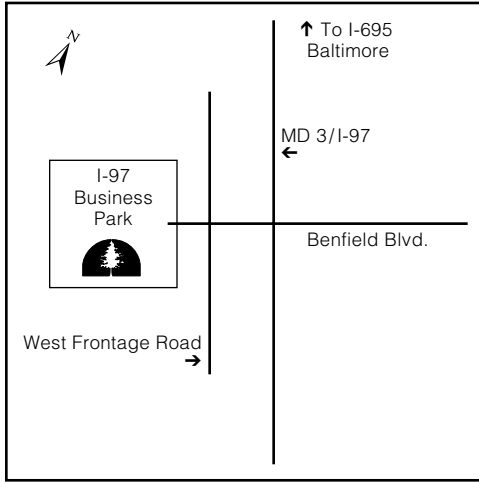 N
↑ To I-695
Baltimore
MD 3/I-97
←
I-97
Business
Park
Benfield Blvd.
West Frontage Road
→